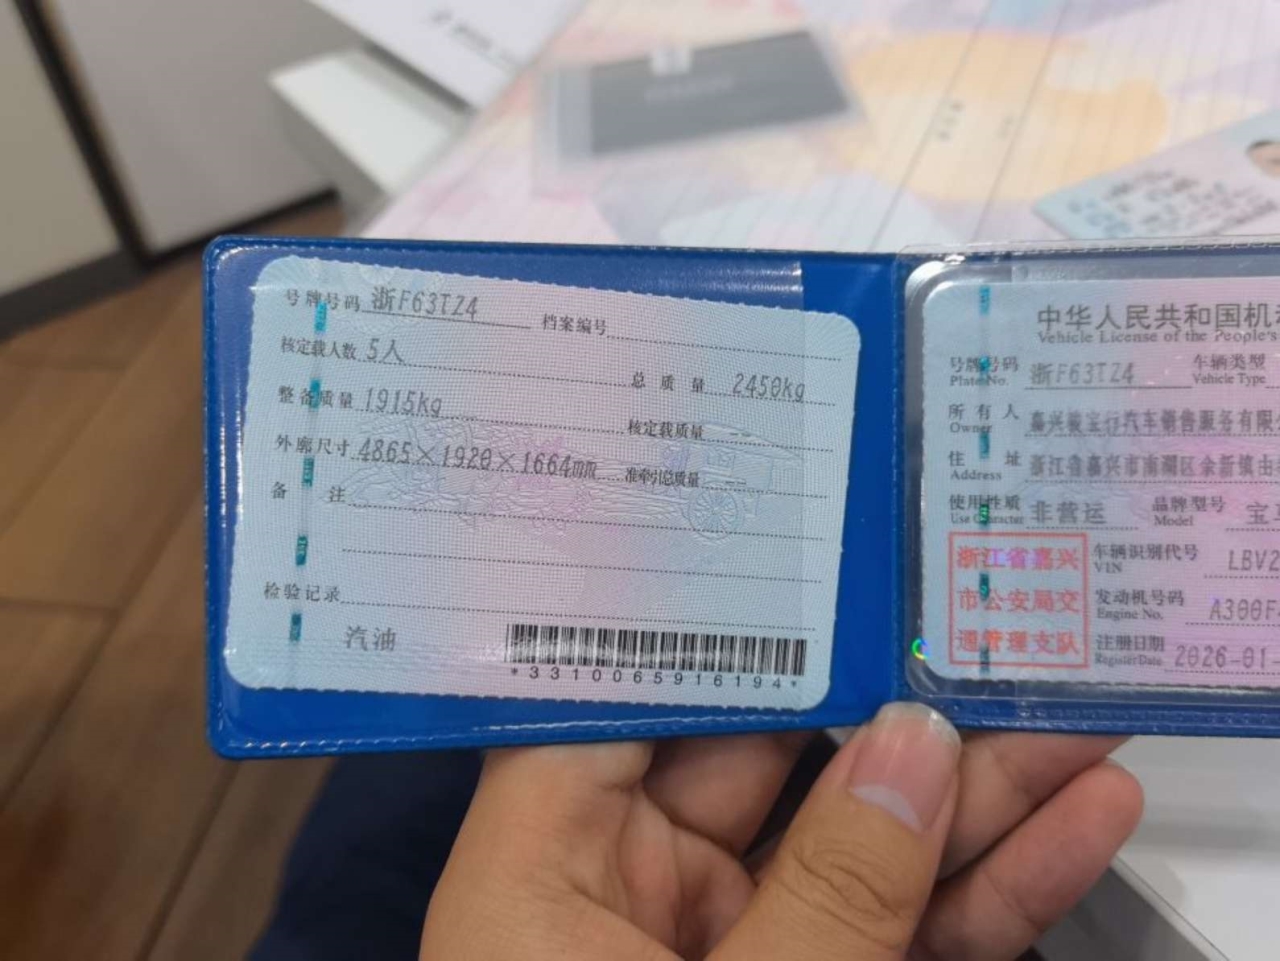 号牌号码 浙F63TZ4 档案编号
核定载人数 5人 总质量 2450kg
整备质量 1915kg 核定载质量 --
外廓尺寸 4865×1920×1664mm 准牵引总质量 --
备注
检验记录
汽油
*3310065916194*
中华人民共和国机
Vehicle License of the People's
号牌号码 浙F63TZ4 车辆类型
Plate No. Vehicle Type
所有人 嘉兴骏宝行汽车销售服务有限
Owner
住址 浙江省嘉兴市南湖区余新镇由
Address
使用性质 非营运 品牌型号 宝
Use Character Model
浙江省嘉兴
市公安局交
通管理支队
车辆识别代号 LBV2
VIN
发动机号码 A300F
Engine No.
注册日期 2026-01-
Register Date